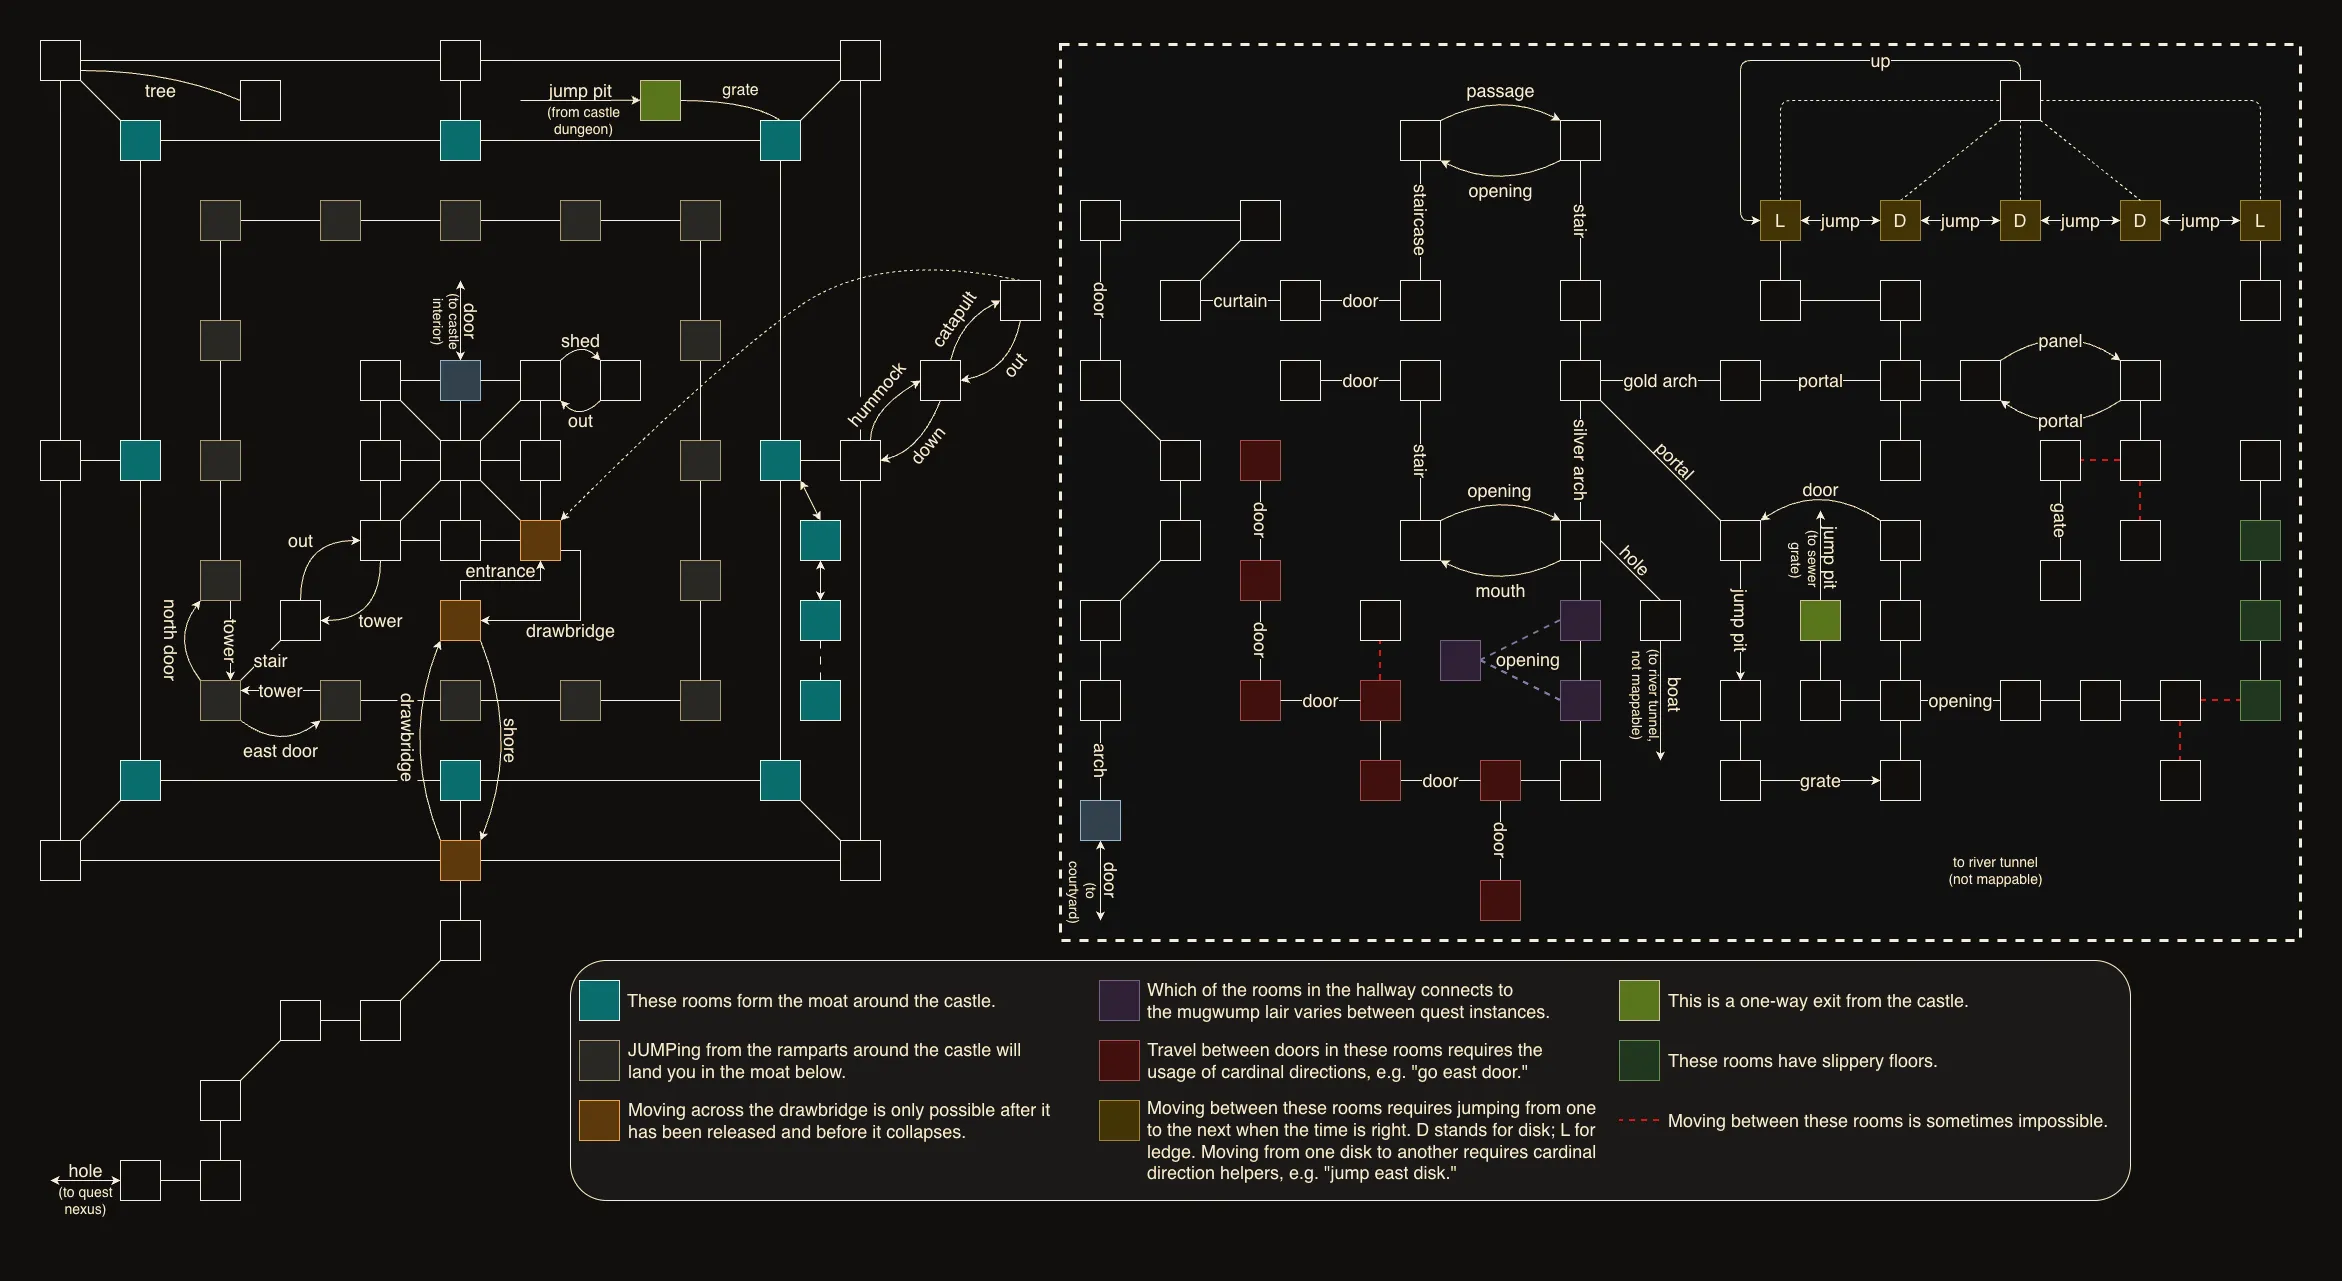 tree
jump pit
(from castle
dungeon)
grate
door
(to castle
interior)
shed
out
catapult
out
hummock
down
out
tower
entrance
drawbridge
north door
tower
stair
tower
east door
drawbridge
shore
hole
(to quest
nexus)
passage
opening
staircase
stair
door
curtain
door
door
stair
gold arch
portal
silver arch
portal
opening
mouth
hole
door
door
door
opening
boat
(to river tunnel,
not mappable)
arch
door
door
door
(to
courtyard)
up
L
jump
D
jump
D
jump
D
jump
L
panel
portal
gate
door
jump pit
(to sewer
grate)
jump pit
opening
grate
to river tunnel
(not mappable)
These rooms form the moat around the castle.
JUMPing from the ramparts around the castle will
land you in the moat below.
Moving across the drawbridge is only possible after it
has been released and before it collapses.
Which of the rooms in the hallway connects to
the mugwump lair varies between quest instances.
Travel between doors in these rooms requires the
usage of cardinal directions, e.g. "go east door."
Moving between these rooms requires jumping from one
to the next when the time is right. D stands for disk; L for
ledge. Moving from one disk to another requires cardinal
direction helpers, e.g. "jump east disk."
This is a one-way exit from the castle.
These rooms have slippery floors.
Moving between these rooms is sometimes impossible.